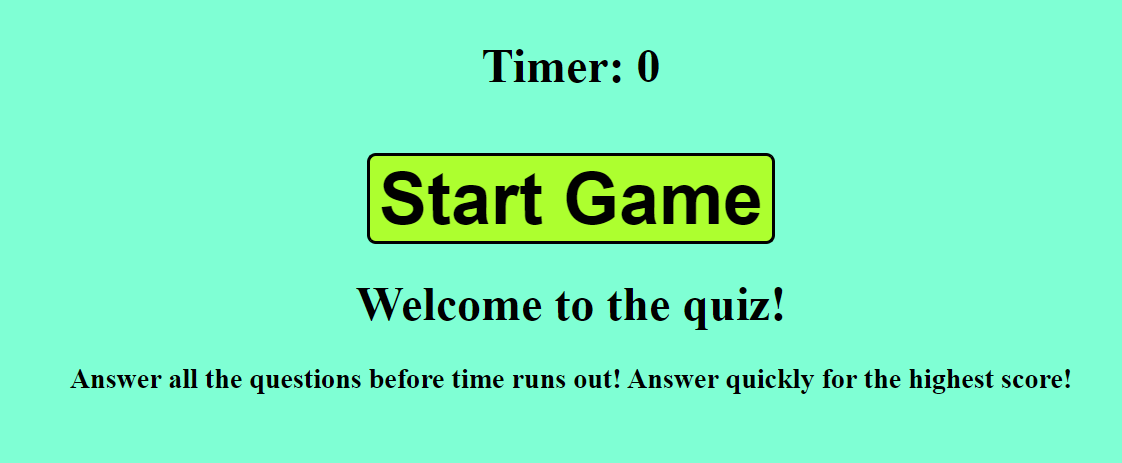 Timer: 0
Start Game
Welcome to the quiz!
Answer all the questions before time runs out! Answer quickly for the highest score!